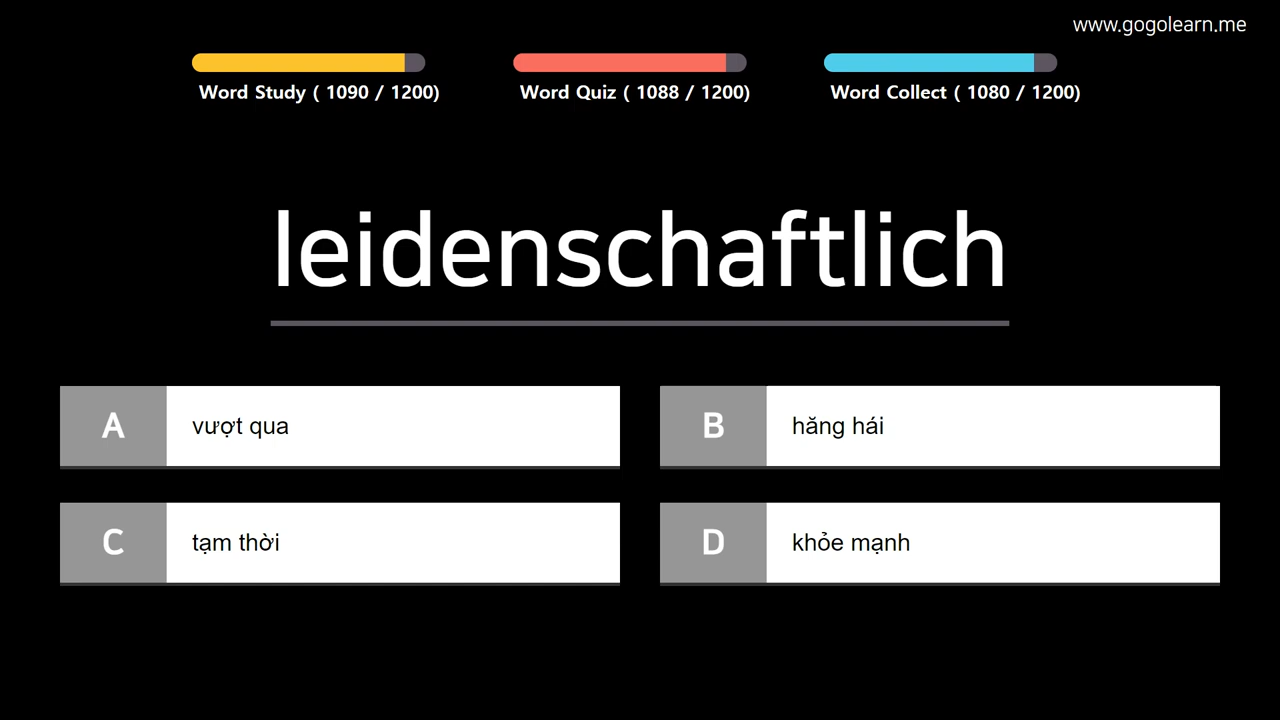 www.gogolearn.me
Word Study ( 1090 / 1200)
Word Quiz ( 1088 / 1200)
Word Collect ( 1080 / 1200)
leidenschaftlich
A vượt qua
B hăng hái
C tạm thời
D khỏe mạnh